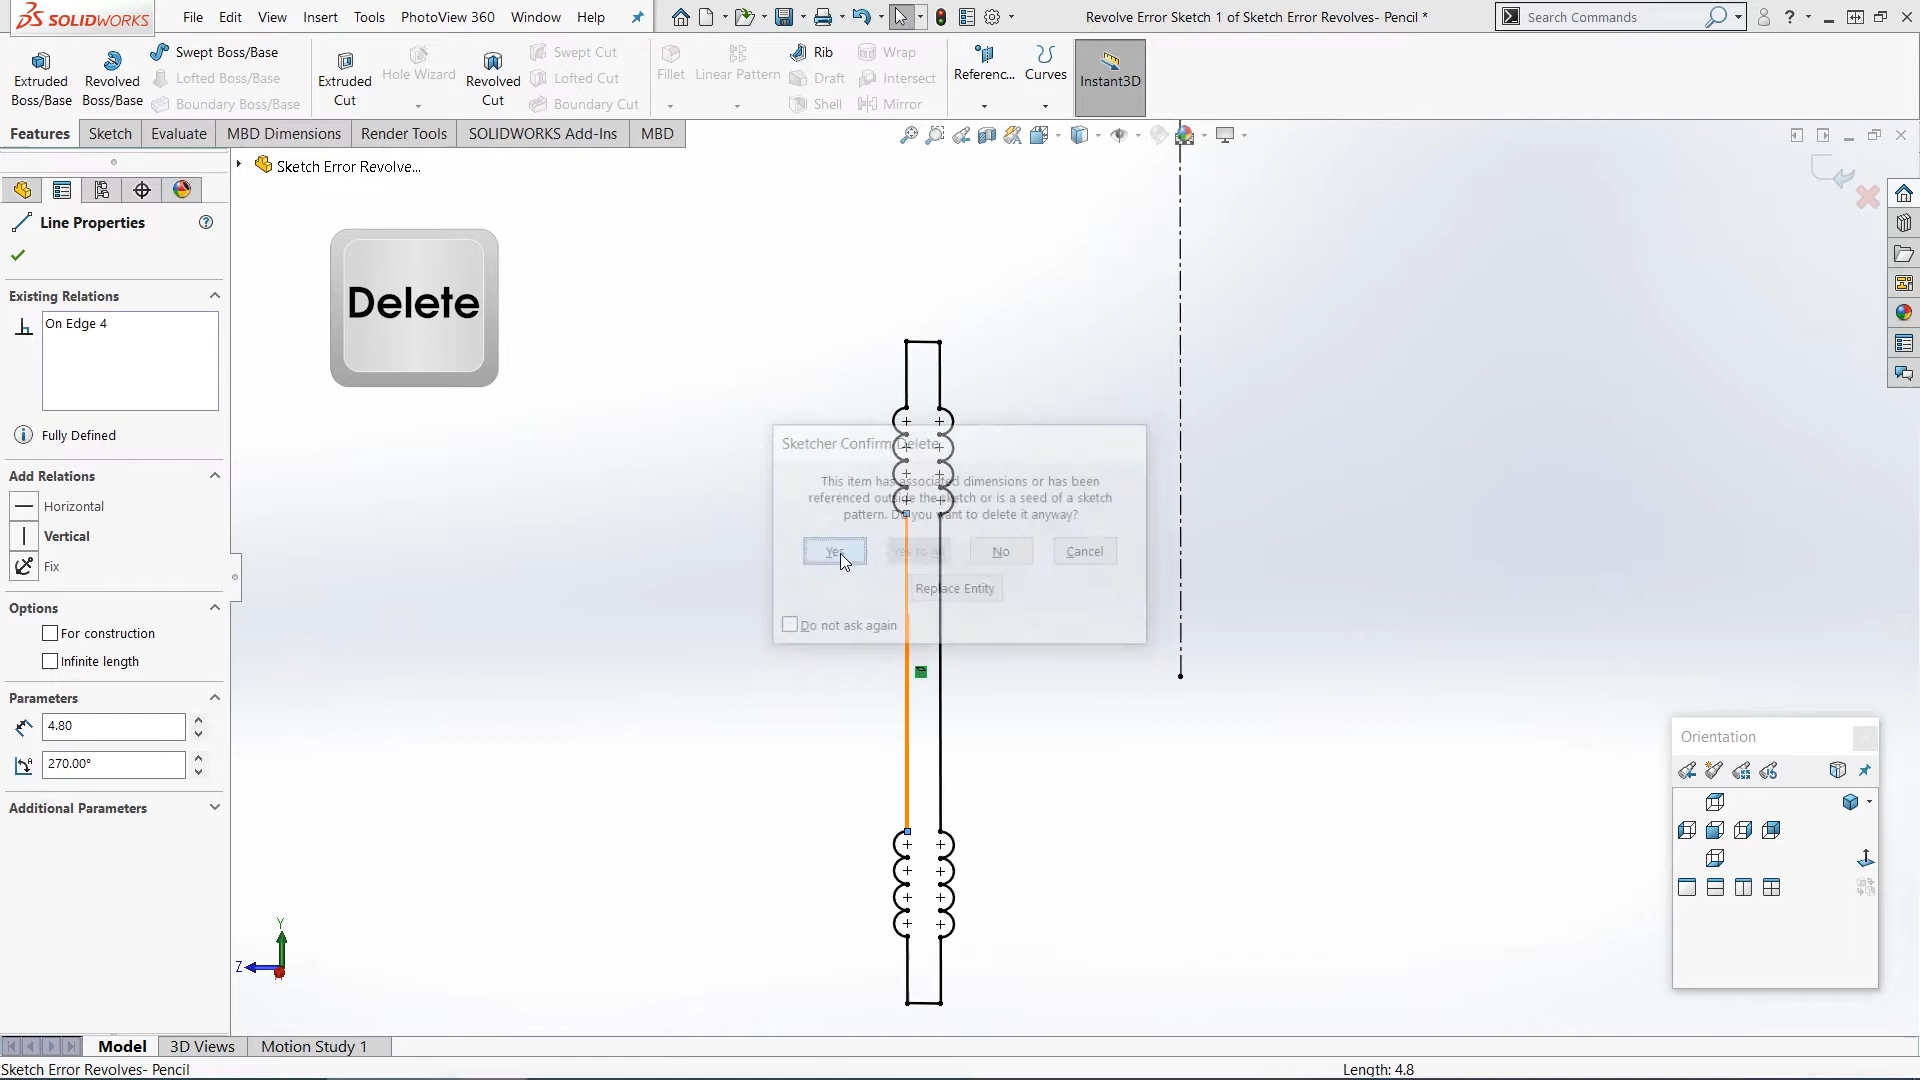 SOLIDWORKS
File Edit View Insert Tools PhotoView 360 Window Help
Revolve Error Sketch 1 of Sketch Error Revolves- Pencil *
Search Commands
Extruded Boss/Base
Revolved Boss/Base
Swept Boss/Base
Lofted Boss/Base
Boundary Boss/Base
Extruded Cut
Hole Wizard
Revolved Cut
Swept Cut
Lofted Cut
Boundary Cut
Fillet
Linear Pattern
Rib
Draft
Shell
Wrap
Intersect
Mirror
Referenc...
Curves
Instant3D
Features Sketch Evaluate MBD Dimensions Render Tools SOLIDWORKS Add-Ins MBD
Sketch Error Revolve...
Line Properties
Existing Relations
On Edge 4
Fully Defined
Add Relations
Horizontal
Vertical
Fix
Options
For construction
Infinite length
Parameters
4.80
270.00°
Additional Parameters
Delete
Sketcher Confirm Delete
This item has associated dimensions or has been
referenced outside the sketch or is a seed of a sketch
pattern. Do you want to delete it anyway?
Yes Yes to All No Cancel
Replace Entity
Do not ask again
Orientation
Y
Z
Model 3D Views Motion Study 1
Sketch Error Revolves- Pencil
Length: 4.8